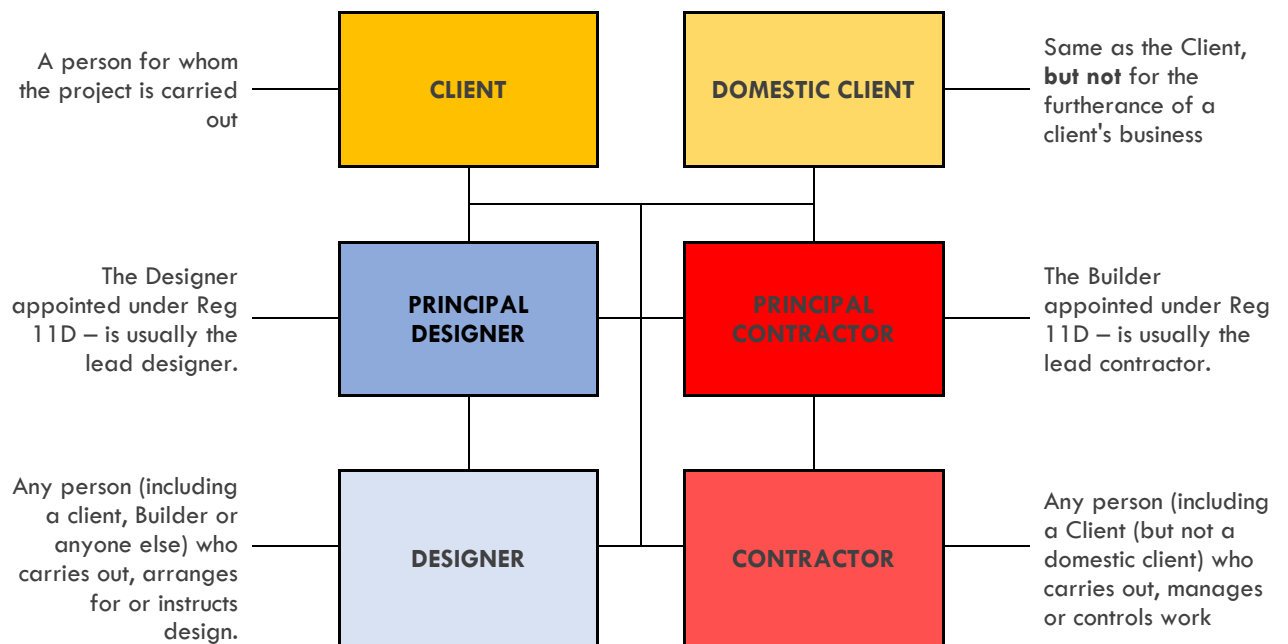 A person for whom
the project is carried
out
CLIENT
DOMESTIC CLIENT
Same as the Client,
but not for the
furtherance of a
client's business
The Designer
appointed under Reg
11D – is usually the
lead designer.
PRINCIPAL
DESIGNER
PRINCIPAL
CONTRACTOR
The Builder
appointed under Reg
11D – is usually the
lead contractor.
Any person (including
a client, Builder or
anyone else) who
carries out, arranges
for or instructs
design.
DESIGNER
CONTRACTOR
Any person (including
a Client (but not a
domestic client) who
carries out, manages
or controls work